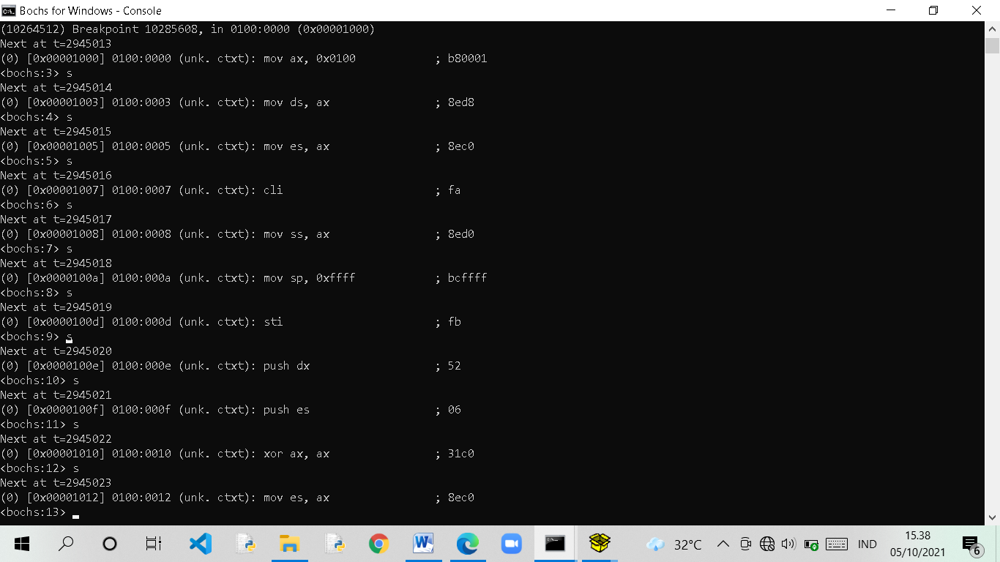 Bochs for Windows - Console
(10264512) Breakpoint 10285608, in 0100:0000 (0x00001000)
Next at t=2945013
(0) [0x00001000] 0100:0000 (unk. ctxt): mov ax, 0x0100 ; b80001
<bochs:3> s
Next at t=2945014
(0) [0x00001003] 0100:0003 (unk. ctxt): mov ds, ax ; 8ed8
<bochs:4> s
Next at t=2945015
(0) [0x00001005] 0100:0005 (unk. ctxt): mov es, ax ; 8ec0
<bochs:5> s
Next at t=2945016
(0) [0x00001007] 0100:0007 (unk. ctxt): cli ; fa
<bochs:6> s
Next at t=2945017
(0) [0x00001008] 0100:0008 (unk. ctxt): mov ss, ax ; 8ed0
<bochs:7> s
Next at t=2945018
(0) [0x0000100a] 0100:000a (unk. ctxt): mov sp, 0xffff ; bcffff
<bochs:8> s
Next at t=2945019
(0) [0x0000100d] 0100:000d (unk. ctxt): sti ; fb
<bochs:9> s
Next at t=2945020
(0) [0x0000100e] 0100:000e (unk. ctxt): push dx ; 52
<bochs:10> s
Next at t=2945021
(0) [0x0000100f] 0100:000f (unk. ctxt): push es ; 06
<bochs:11> s
Next at t=2945022
(0) [0x00001010] 0100:0010 (unk. ctxt): xor ax, ax ; 31c0
<bochs:12> s
Next at t=2945023
(0) [0x00001012] 0100:0012 (unk. ctxt): mov es, ax ; 8ec0
<bochs:13>
32°C IND 15.38
05/10/2021 6